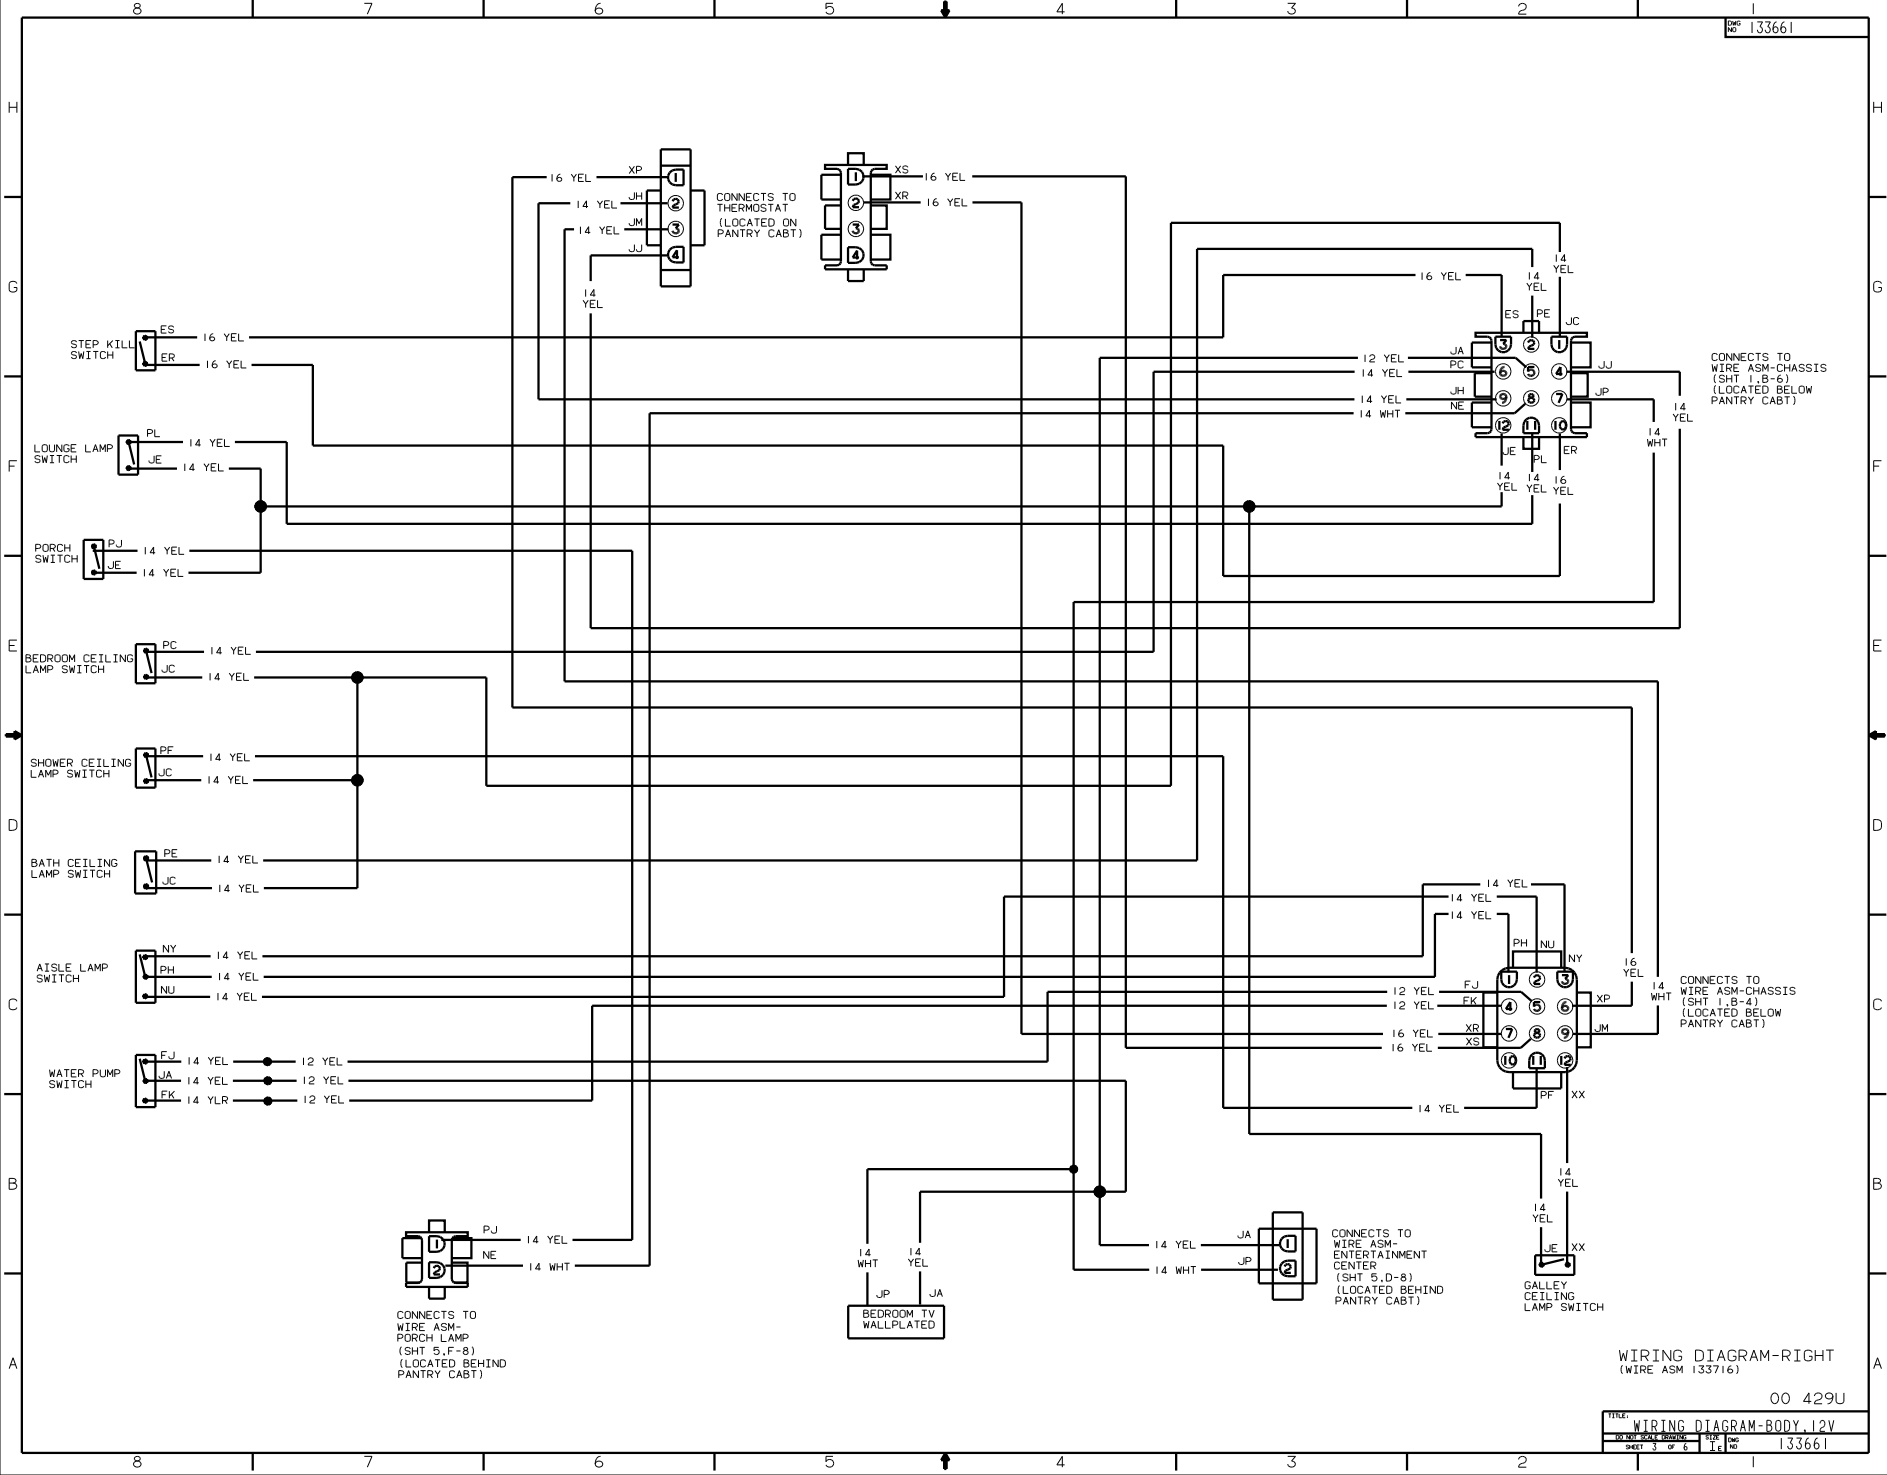 8 7 6 5 4 3 2 1
DWG NO 133661
H H
XP
16 YEL
1
JH
14 YEL
2
JM
14 YEL
3
JJ
4
14
YEL
CONNECTS TO
THERMOSTAT
(LOCATED ON
PANTRY CABT)
1
2
3
4
XS
16 YEL
XR
16 YEL
G G
14
YEL
14
YEL
16 YEL
ES PE JC
3 2 1
6 5 4
9 8 7
12 11 10
JA
12 YEL
PC
14 YEL
JH
14 YEL
NE
14 WHT
JJ
JP
14
YEL
14
WHT
JE PL ER
14
YEL
14
YEL
16
YEL
CONNECTS TO
WIRE ASM-CHASSIS
(SHT 1,B-6)
(LOCATED BELOW
PANTRY CABT)
STEP KILL
SWITCH
ES
16 YEL
ER
16 YEL
F F
LOUNGE LAMP
SWITCH
PL
14 YEL
JE
14 YEL
PORCH
SWITCH
PJ
14 YEL
JE
14 YEL
E E
BEDROOM CEILING
LAMP SWITCH
PC
14 YEL
JC
14 YEL
SHOWER CEILING
LAMP SWITCH
PF
14 YEL
JC
14 YEL
D D
BATH CEILING
LAMP SWITCH
PE
14 YEL
JC
14 YEL
AISLE LAMP
SWITCH
NY
14 YEL
PH
14 YEL
NU
14 YEL
C C
14 YEL
14 YEL
14 YEL
PH NU NY
1 2 3
4 5 6
7 8 9
10 11 12
FJ
12 YEL
FK
12 YEL
XR
16 YEL
XS
16 YEL
XP
JM
16
YEL
14
WHT
PF XX
14 YEL
CONNECTS TO
WIRE ASM-CHASSIS
(SHT 1,B-4)
(LOCATED BELOW
PANTRY CABT)
WATER PUMP
SWITCH
FJ
14 YEL 12 YEL
JA
14 YEL 12 YEL
FK
14 YLR 12 YEL
B B
14
YEL
14
YEL
JE XX
GALLEY
CEILING
LAMP SWITCH
PJ
1
14 YEL
NE
2
14 WHT
CONNECTS TO
WIRE ASM-
PORCH LAMP
(SHT 5,F-8)
(LOCATED BEHIND
PANTRY CABT)
14
WHT
14
YEL
JP JA
BEDROOM TV
WALLPLATED
JA
14 YEL
1
JP
14 WHT
2
CONNECTS TO
WIRE ASM-
ENTERTAINMENT
CENTER
(SHT 5,D-8)
(LOCATED BEHIND
PANTRY CABT)
A A
WIRING DIAGRAM-RIGHT
(WIRE ASM 133716)
00 429U
TITLE:
WIRING DIAGRAM-BODY,12V
DO NOT SCALE DRAWING
SHEET 3 OF 6
SIZE
IE
DWG NO
133661
8 7 6 5 4 3 2 1